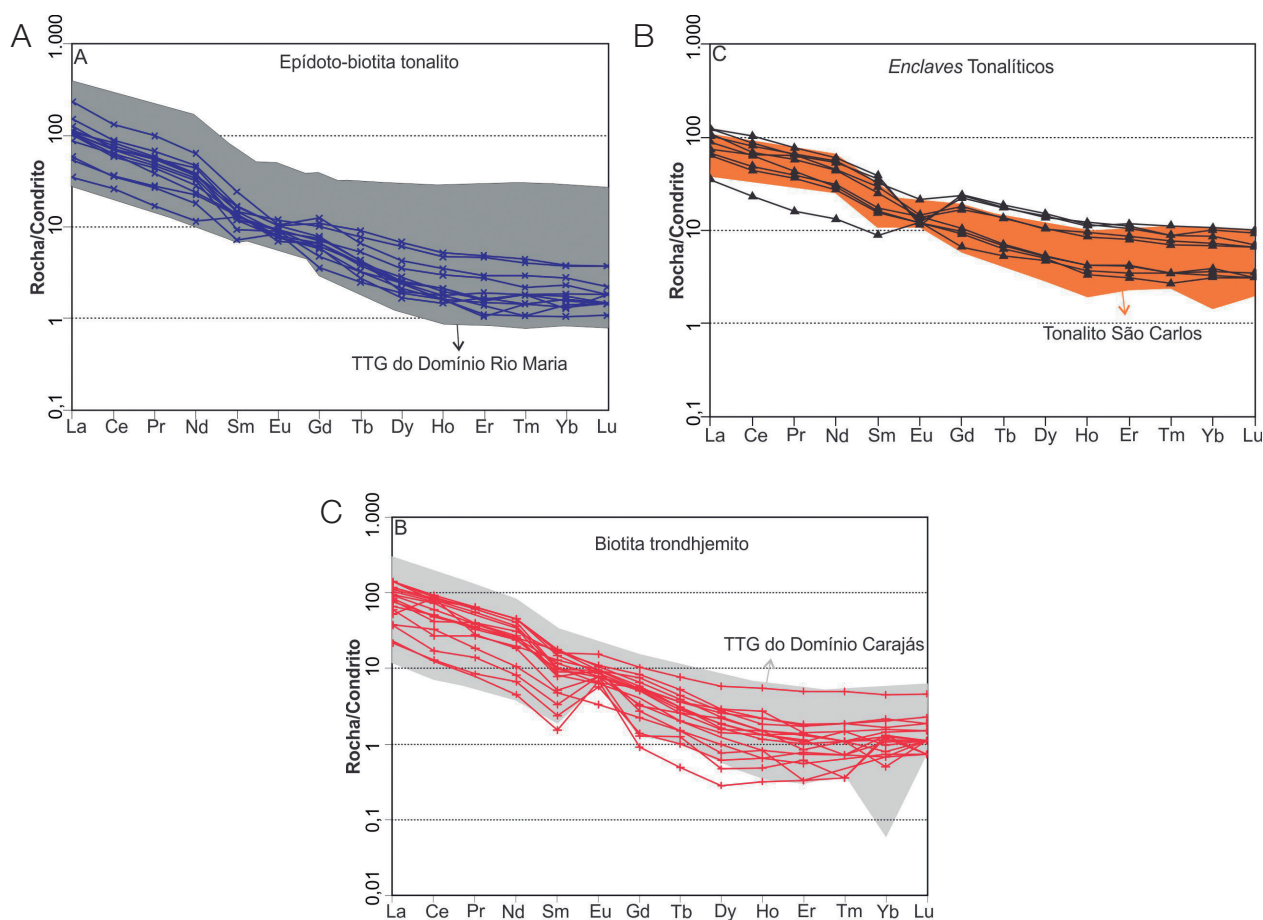 A
A
Epídoto-biotita tonalito
Rocha/Condrito
1.000
100
10
1
0,1
TTG do Domínio Rio Maria
La Ce Pr Nd Sm Eu Gd Tb Dy Ho Er Tm Yb Lu
B
C
Enclaves Tonalíticos
Rocha/Condrito
1.000
100
10
1
0,1
Tonalito São Carlos
La Ce Pr Nd Sm Eu Gd Tb Dy Ho Er Tm Yb Lu
C
B
Biotita trondhjemito
Rocha/Condrito
1.000
100
10
1
0,1
0,01
TTG do Domínio Carajás
La Ce Pr Nd Sm Eu Gd Tb Dy Ho Er Tm Yb Lu